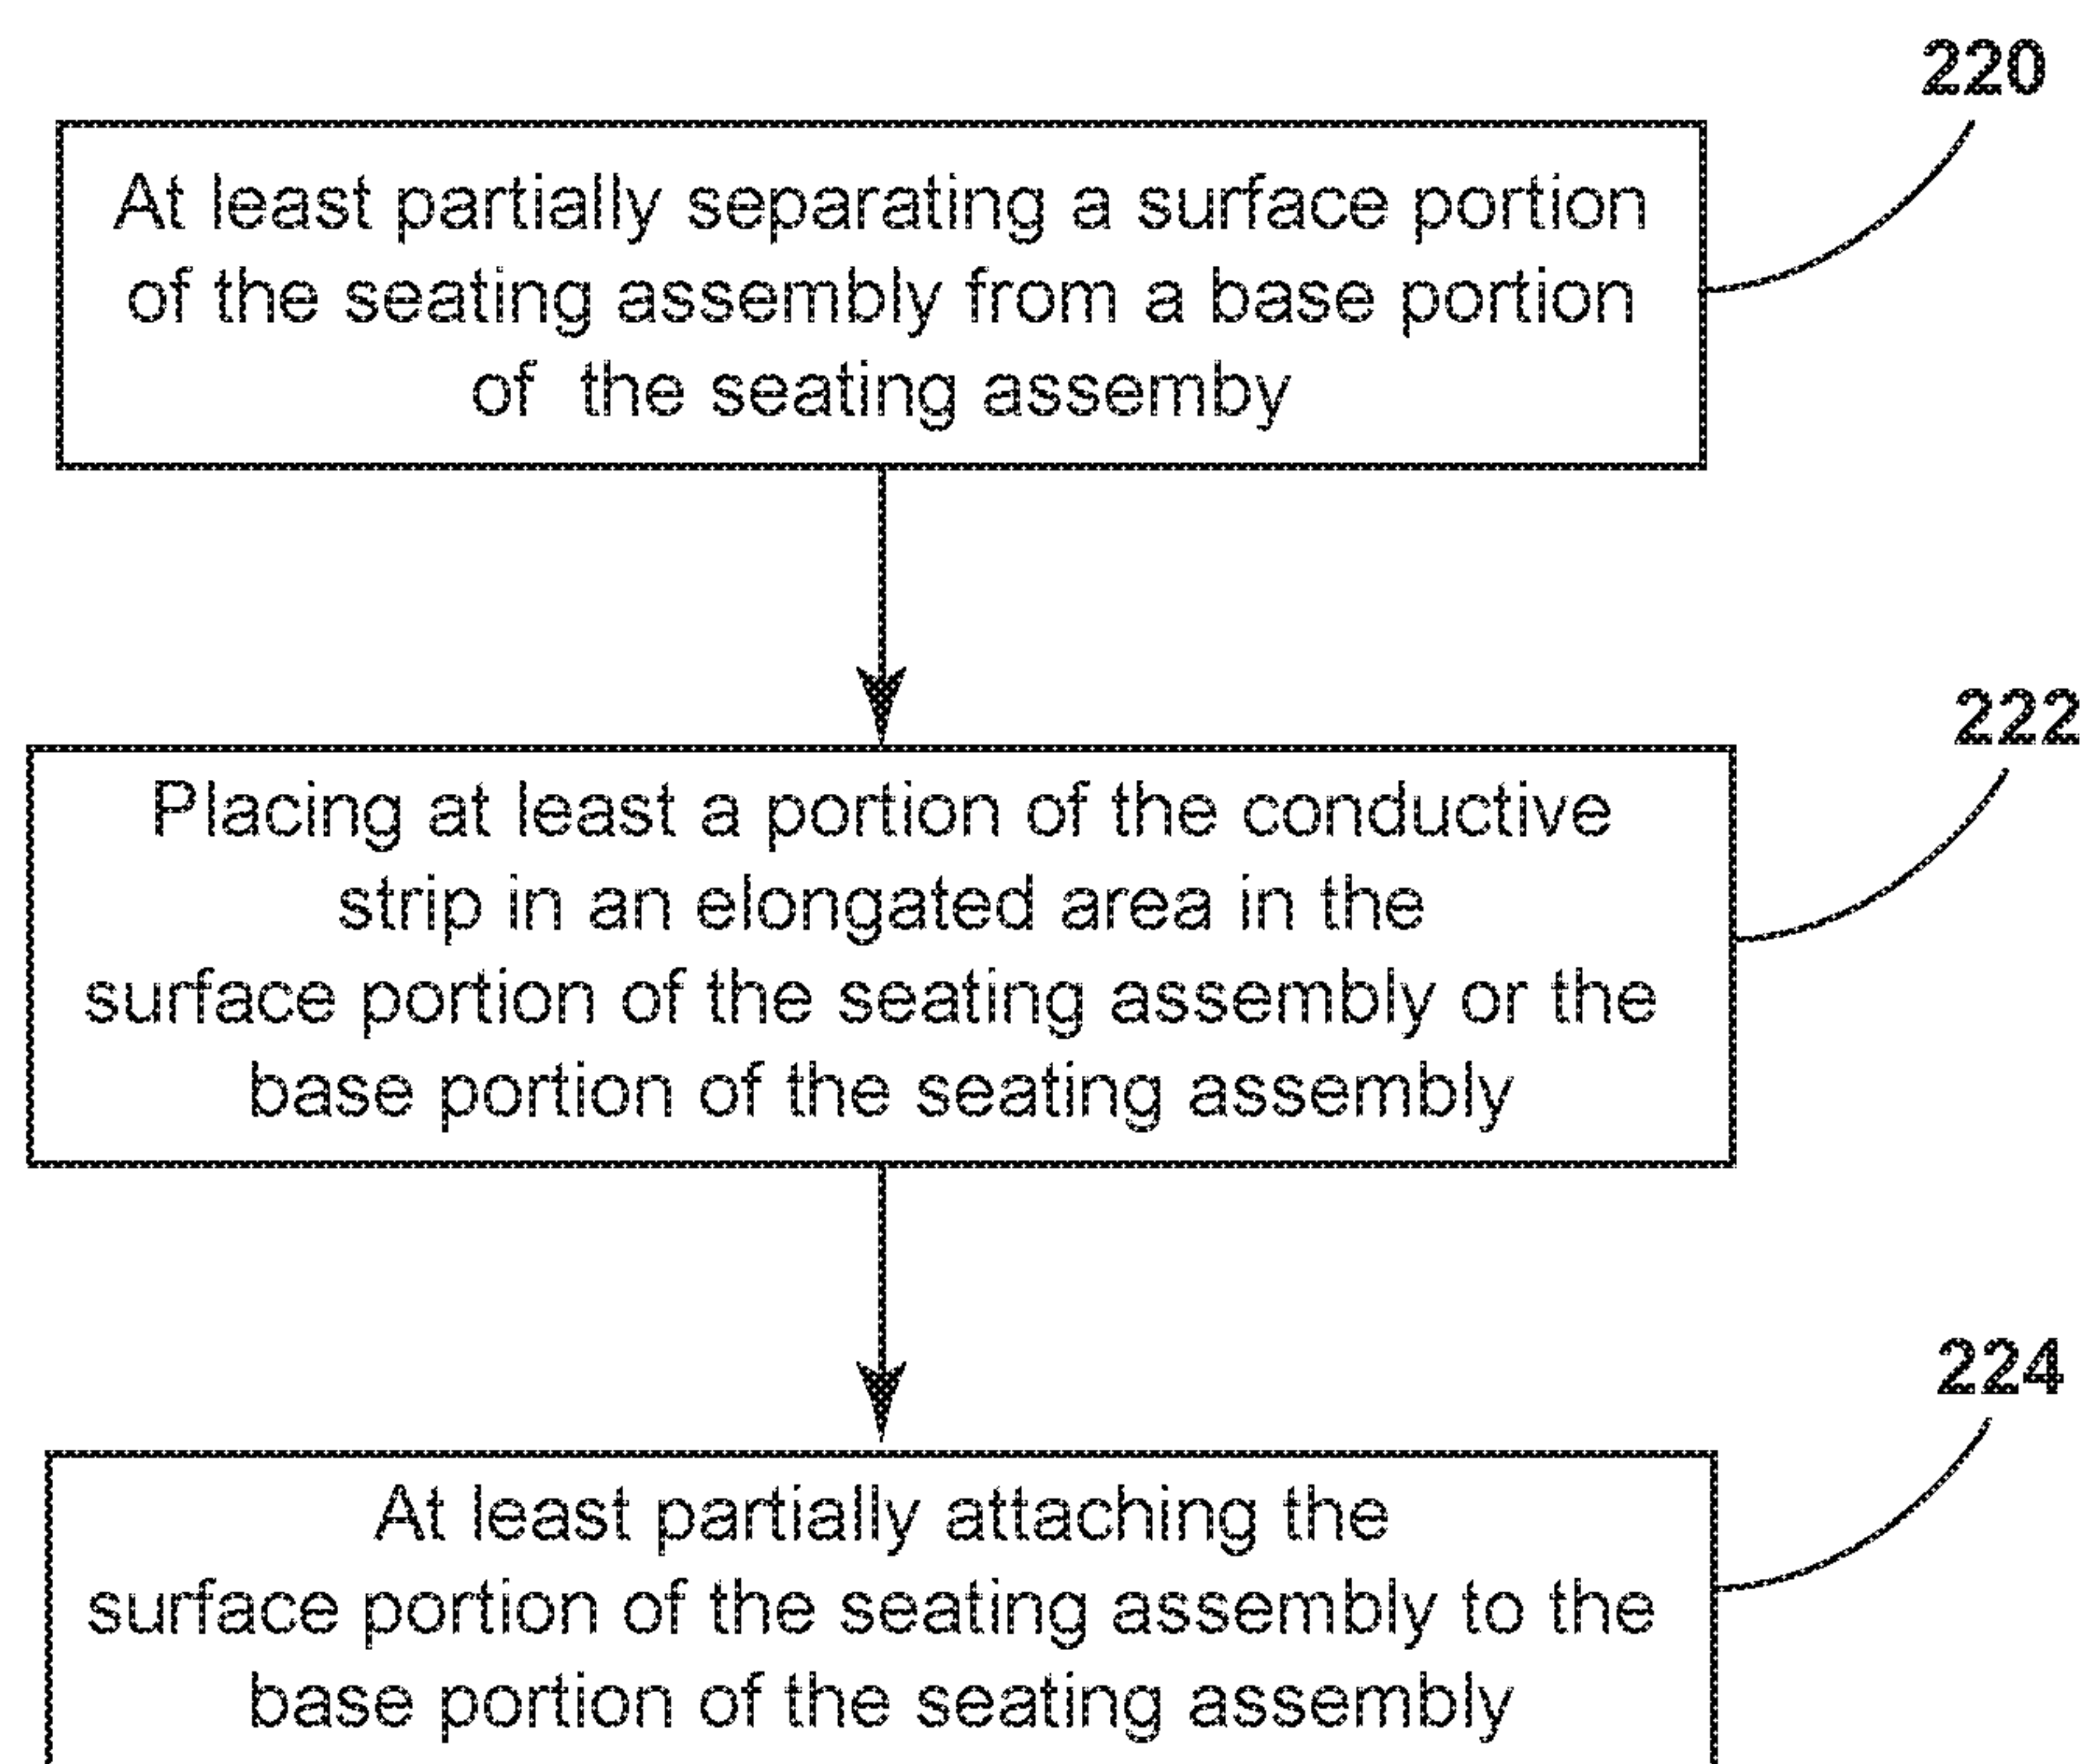 220
At least partially separating a surface portion
of the seating assembly from a base portion
of the seating assemby
222
Placing at least a portion of the conductive
strip in an elongated area in the
surface portion of the seating assembly or the
base portion of the seating assembly
224
At least partially attaching the
surface portion of the seating assembly to the
base portion of the seating assembly